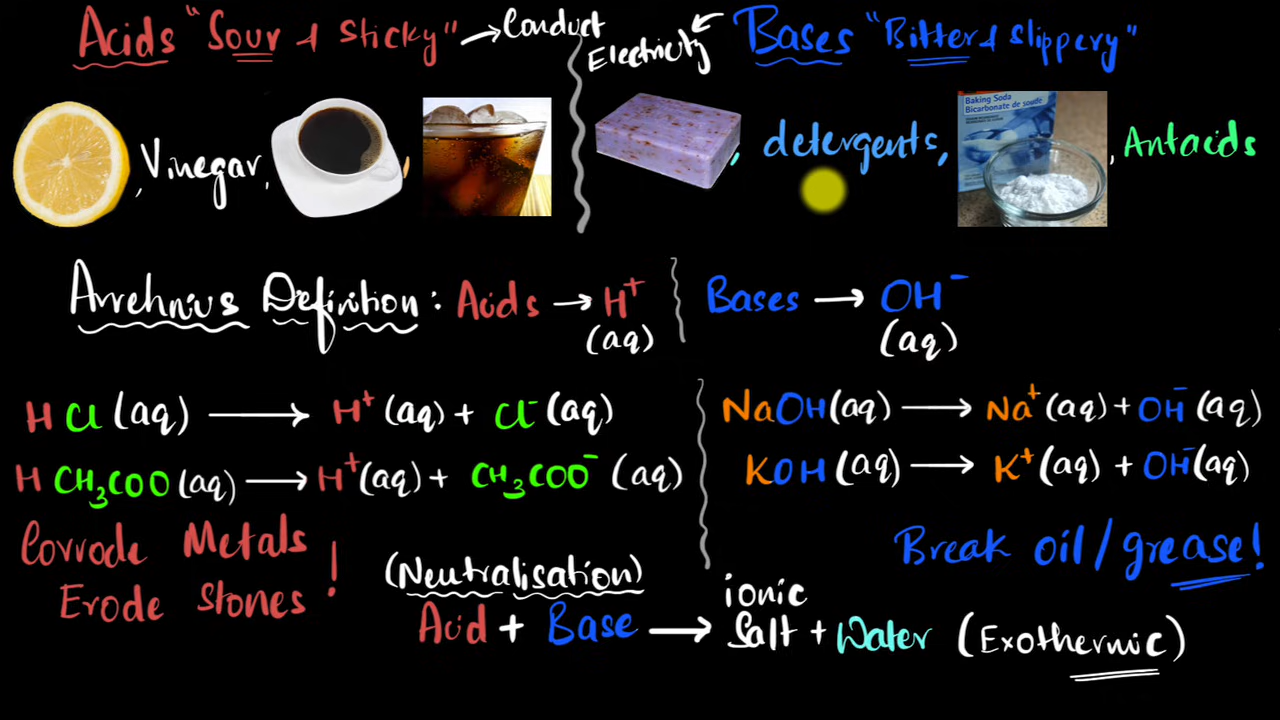 Acids "Sour & sticky" → Conduct Electricity ← Bases "Bitter & slippery"
, Vinegar, , detergents, , Antacids
Baking Soda
Bicarbonate de soude
Arrehnius Definition: Acids → H⁺ (aq)
Bases → OH⁻ (aq)
HCl (aq) → H⁺ (aq) + Cl⁻ (aq)
NaOH (aq) → Na⁺ (aq) + OH⁻ (aq)
HCH₃COO (aq) → H⁺ (aq) + CH₃COO⁻ (aq)
KOH (aq) → K⁺ (aq) + OH⁻ (aq)
Corrode Metals
Erode Stones !
Break oil/grease!
(Neutralisation)
Acid + Base → ionic Salt + Water (Exothermic)